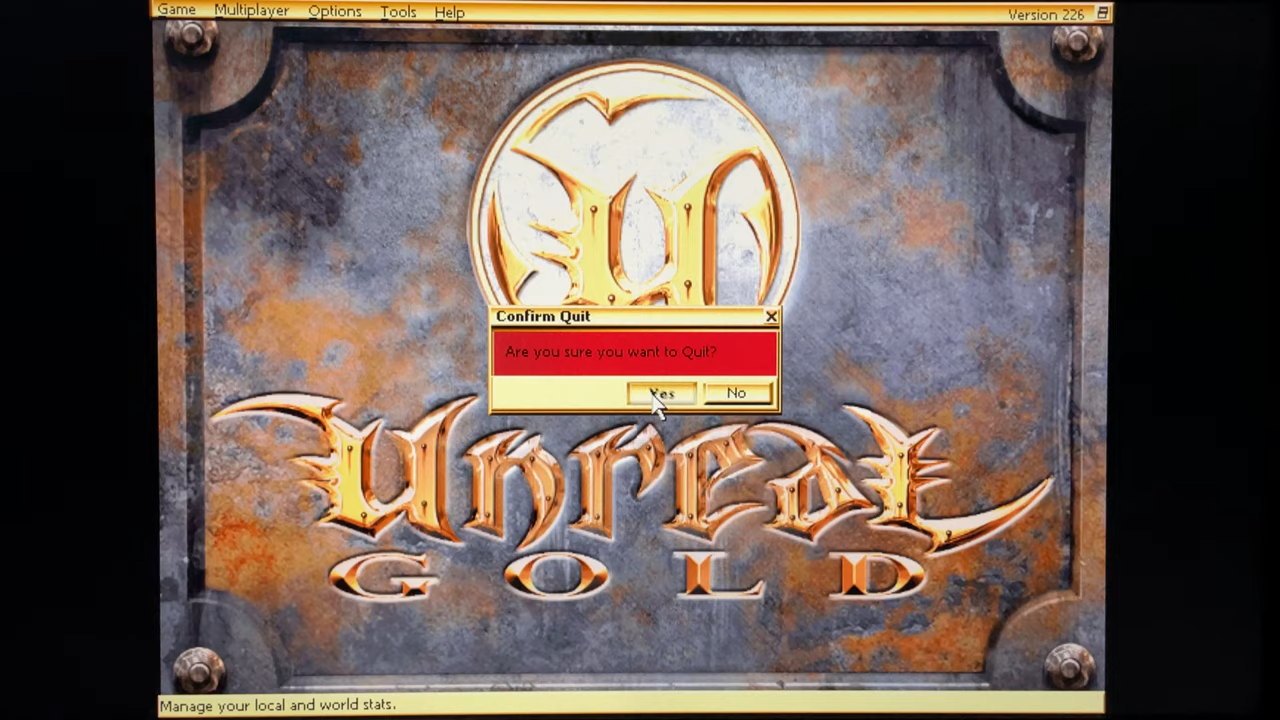 Game Multiplayer Options Tools Help Version 226
Confirm Quit
Are you sure you want to Quit?
Yes No
Unreal
GOLD
Manage your local and world stats.